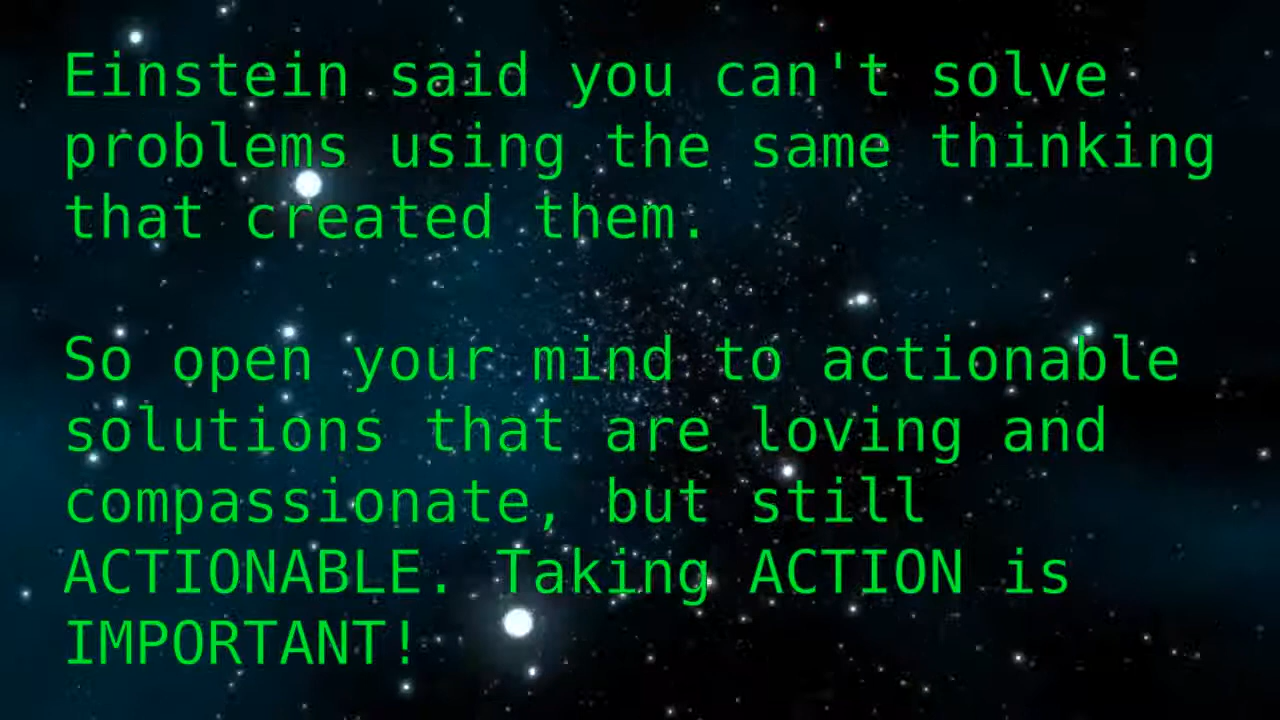 Einstein said you can't solve
problems using the same thinking
that created them.
So open your mind to actionable
solutions that are loving and
compassionate, but still
ACTIONABLE. Taking ACTION is
IMPORTANT!